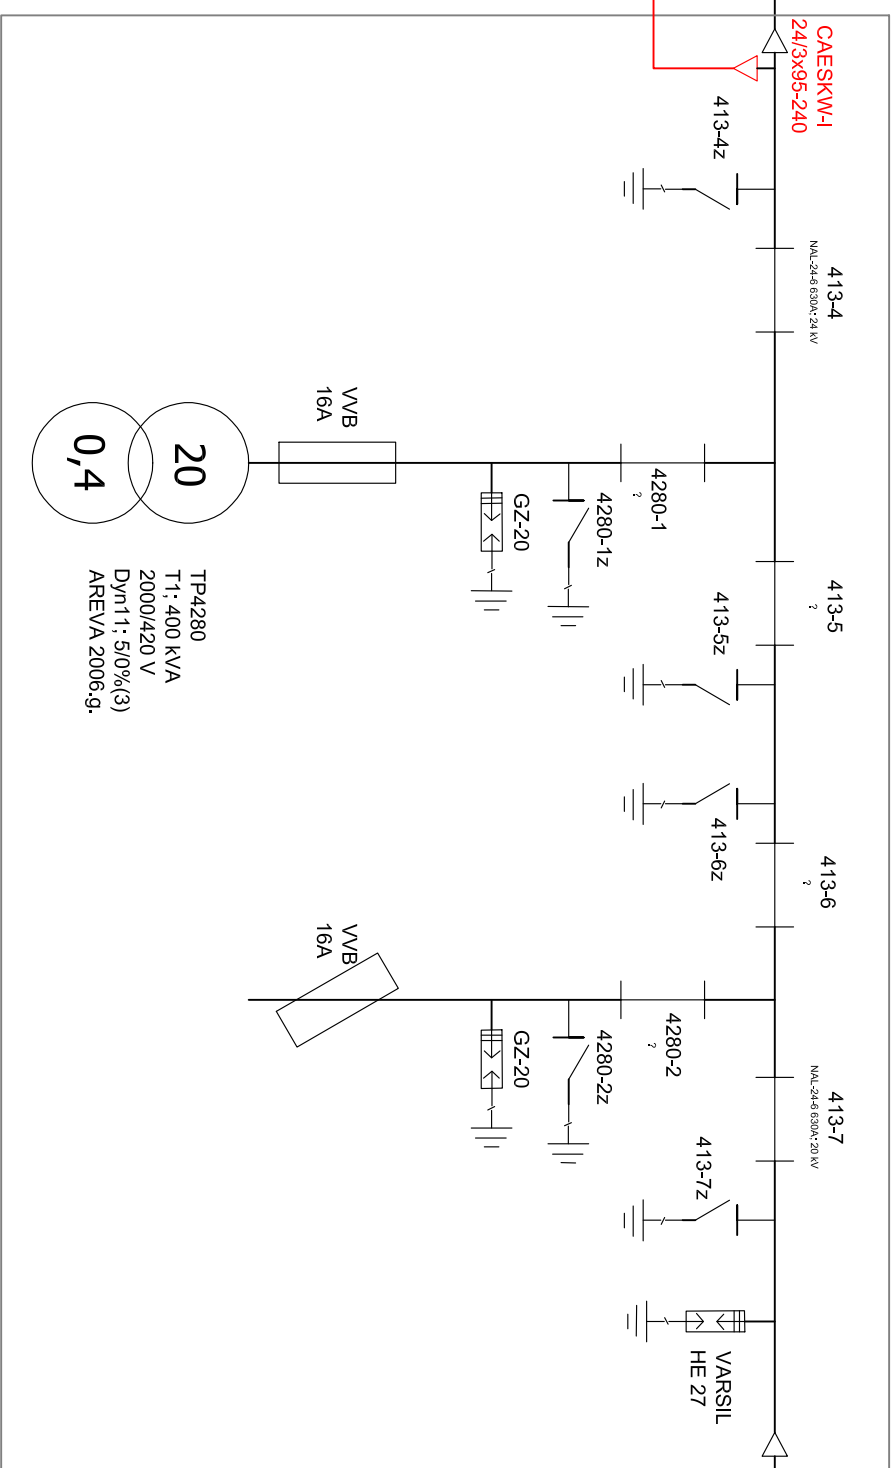 CAESKW-I
24/3x95-240
413-4z
413-4
NAL-24-6 630A; 24 kV
VVB
16A
20
0,4
TP4280
T1; 400 kVA
2000/420 V
Dyn11; 5/0%(3)
AREVA 2006.g.
GZ-20
4280-1z
4280-1
?
413-5
?
413-5z
413-6z
413-6
?
VVB
16A
GZ-20
4280-2z
4280-2
?
413-7
NAL-24-6 630A; 20 kV
413-7z
VARSIL
HE 27